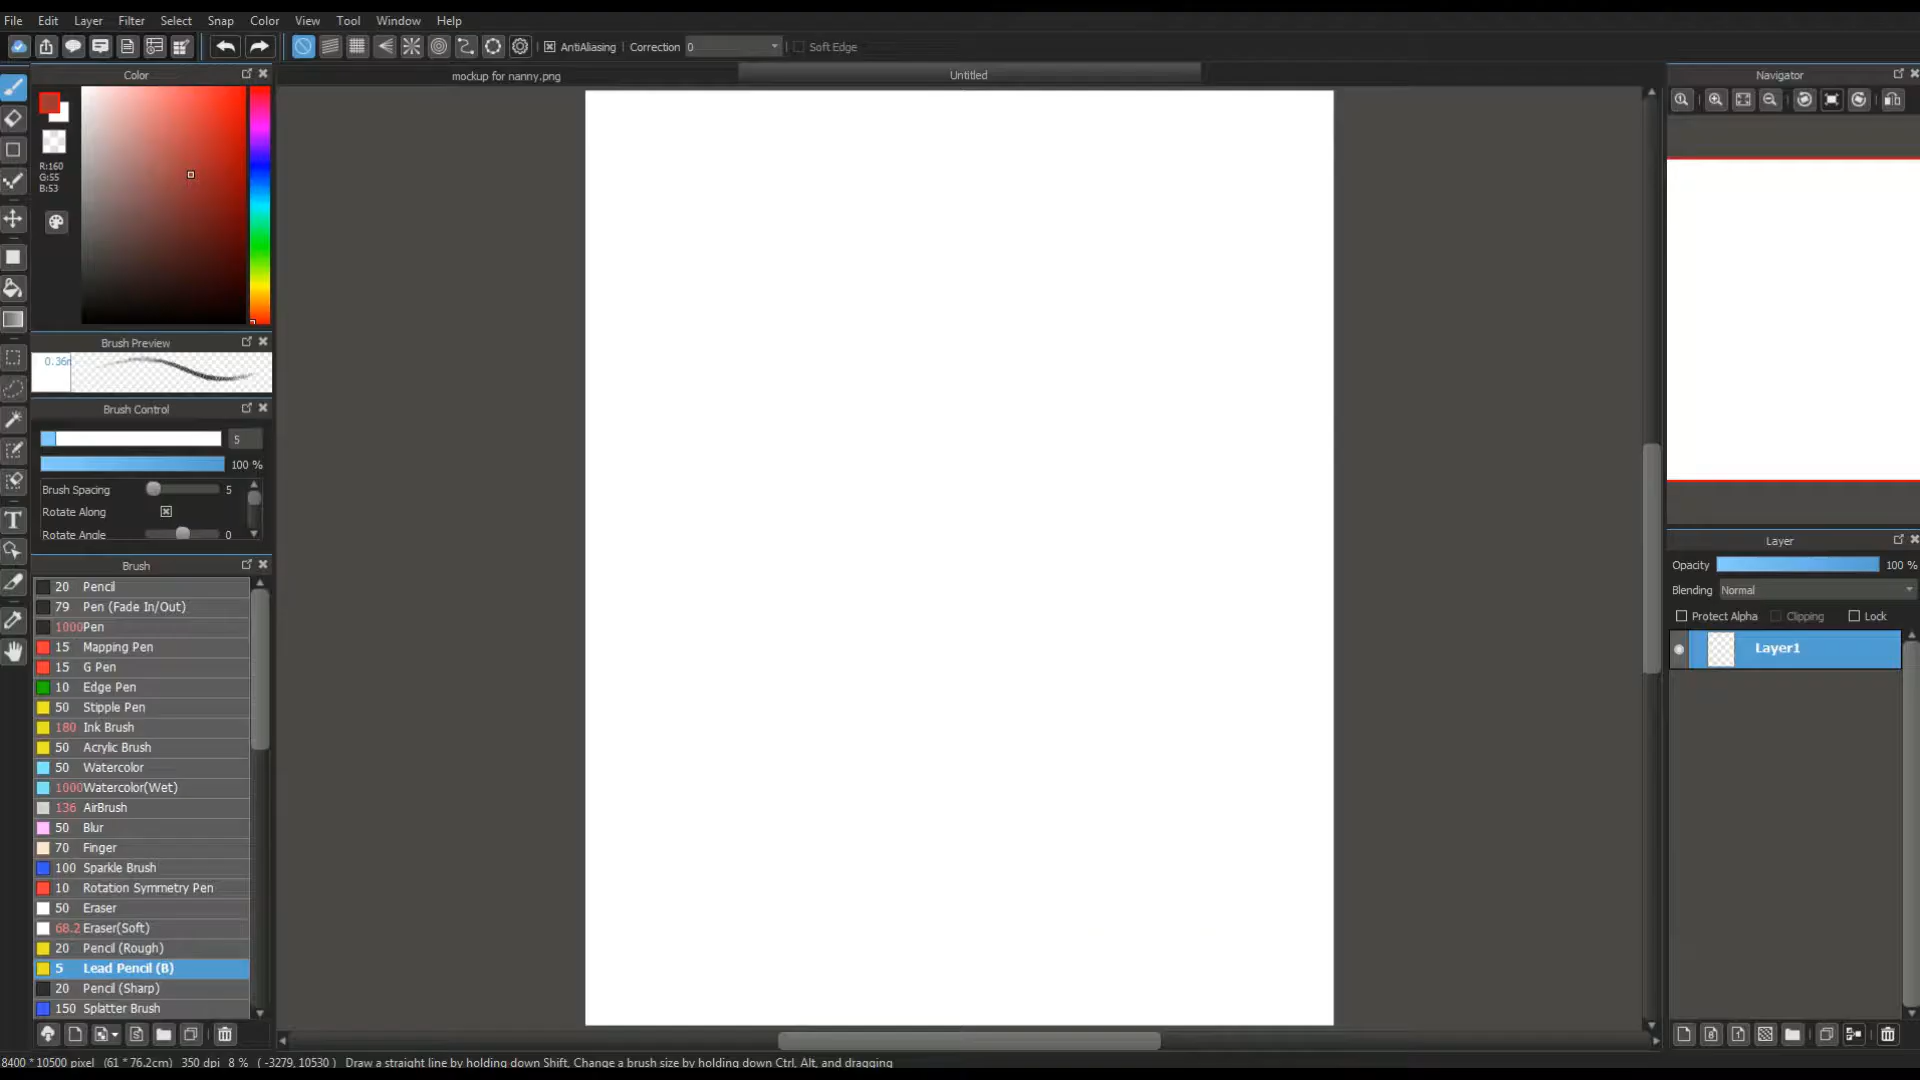 File Edit Layer Filter Select Snap Color View Tool Window Help
AntiAliasing Correction 0 Soft Edge
Color
mockup for nanny.png
Untitled
Navigator
R:160
G:55
B:53
Brush Preview
Brush Control
5
100 %
Brush Spacing 5
Rotate Along
Rotate Angle 0
Brush
20 Pencil
79 Pen (Fade In/Out)
1000 Pen
15 Mapping Pen
15 G Pen
10 Edge Pen
50 Stipple Pen
180 Ink Brush
50 Acrylic Brush
50 Watercolor
1000 Watercolor(Wet)
136 AirBrush
50 Blur
70 Finger
100 Sparkle Brush
10 Rotation Symmetry Pen
50 Eraser
68.2 Eraser(Soft)
20 Pencil (Rough)
5 Lead Pencil (B)
20 Pencil (Sharp)
150 Splatter Brush
Layer
Opacity 100 %
Blending Normal
Protect Alpha Clipping Lock
Layer1
8400 * 10500 pixel (61 * 76.2cm) 350 dpi 8 % ( -3279, 10530) Draw a straight line by holding down Shift, Change a brush size by holding down Ctrl, Alt, and dragging